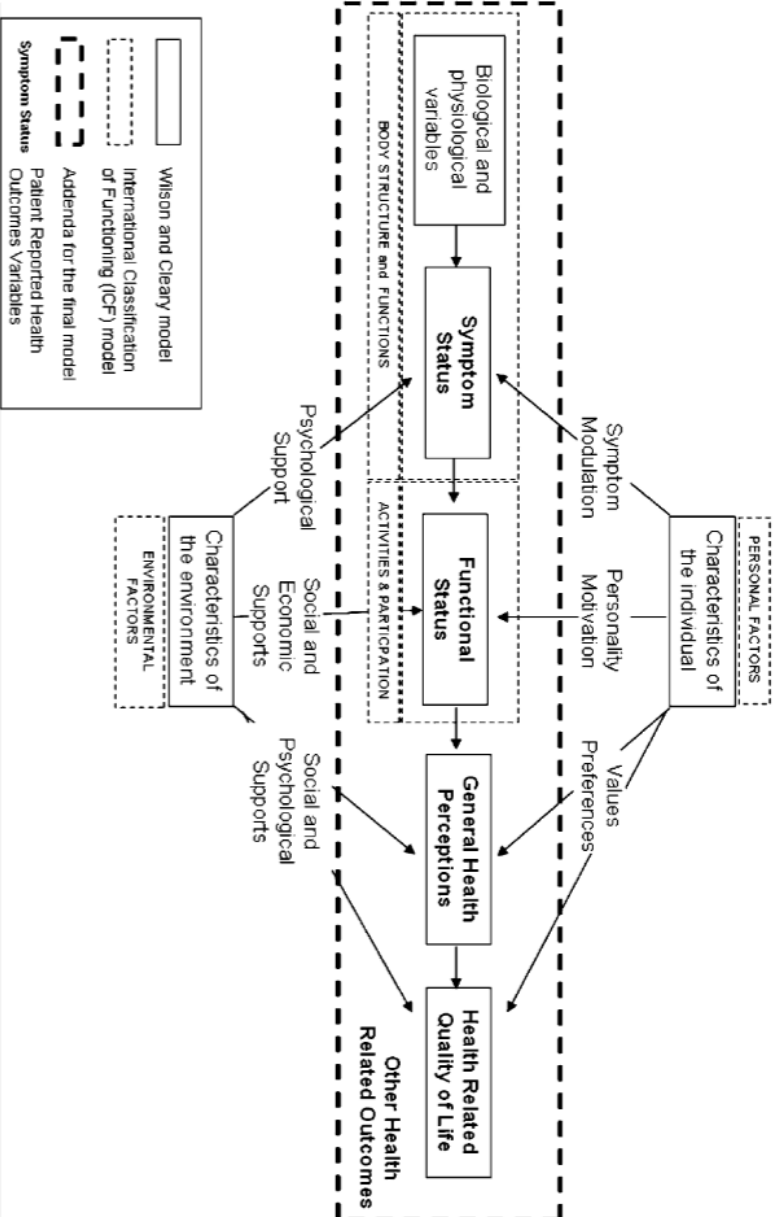 PERSONAL FACTORS
Characteristics of
the individual
Symptom
Modulation
Personality
Motivation
Values
Preferences
Biological and
physiological
variables
Symptom
Status
Functional
Status
General Health
Perceptions
Health Related
Quality of Life
BODY STRUCTURE and FUNCTIONS
ACTIVITIES & PARTICPATION
Other Health
Related Outcomes
Psychological
Support
Social and
Economic
Supports
Social and
Psychological
Supports
Characteristics of
the environment
ENVIRONMENTAL
FACTORS
Wilson and Cleary model
International Classification
of Functioning (ICF) model
Addenda for the final model
Symptom Status
Patient Reported Health
Outcomes Variables